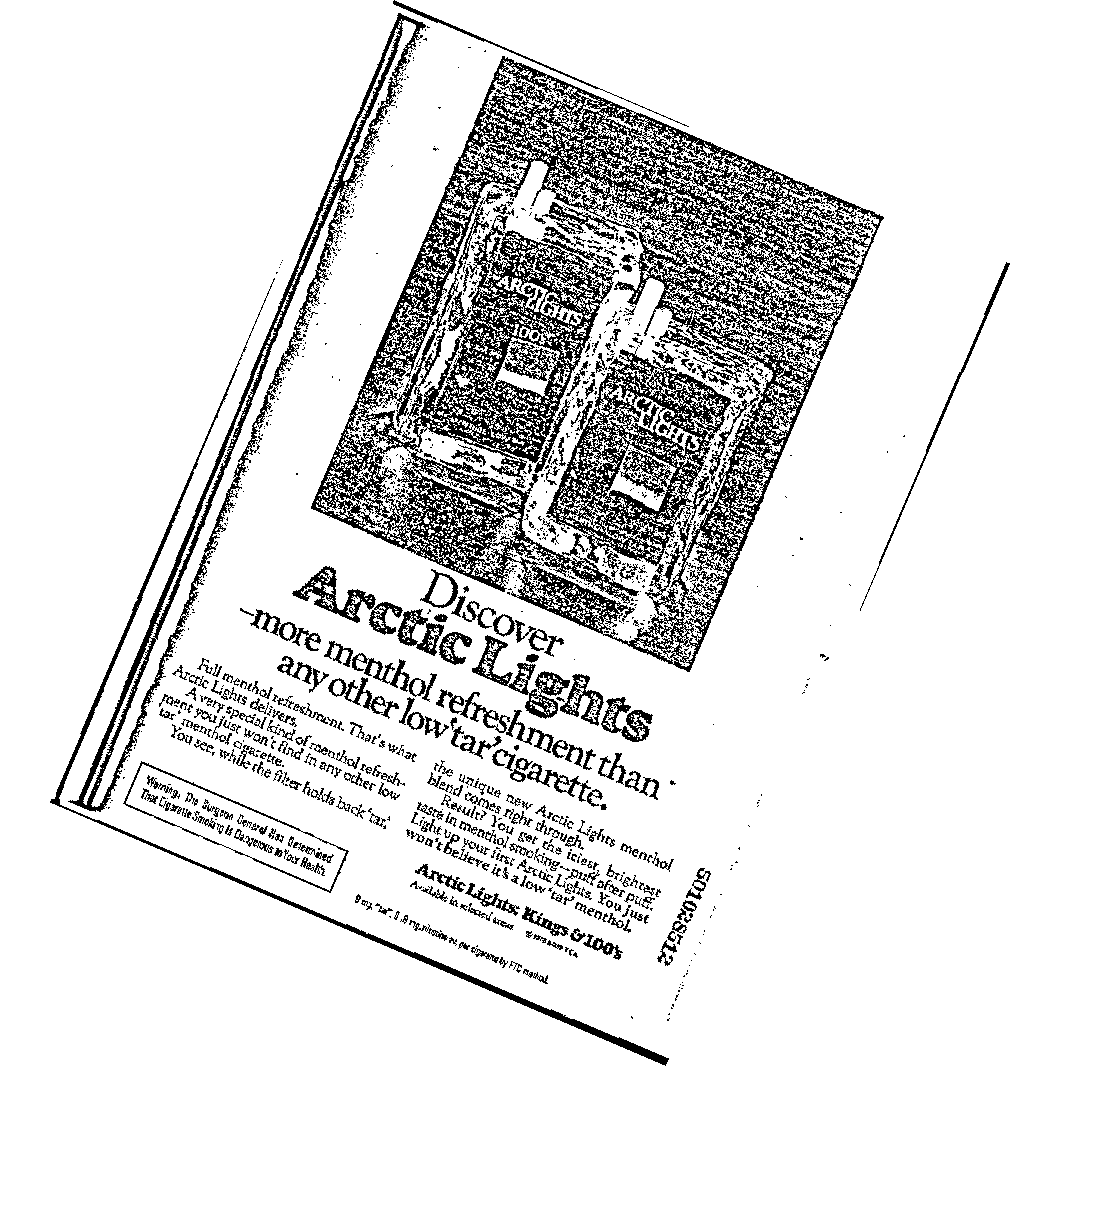 ARCTIC
LIGHTS
100's
ARCTIC
LIGHTS
Discover
Arctic Lights
—more menthol refreshment than
any other low 'tar' cigarette.
Full menthol refreshment. That's what
Arctic Lights delivers.
A very special kind of menthol refresh-
ment you just won't find in any other low
'tar' menthol cigarette.
You see, while the filter holds back 'tar,'
the unique new Arctic Lights menthol
blend comes right through.
Result? You get the iciest, brightest
taste in menthol smoking—puff after puff.
Light up your first Arctic Lights. You just
won't believe it's a low 'tar' menthol.
Arctic Lights: Kings & 100's
Available in selected areas
Warning: The Surgeon General Has Determined
That Cigarette Smoking Is Dangerous to Your Health.
9 mg. "tar", 0.8 mg. nicotine av. per cigarette by FTC method.
501028512